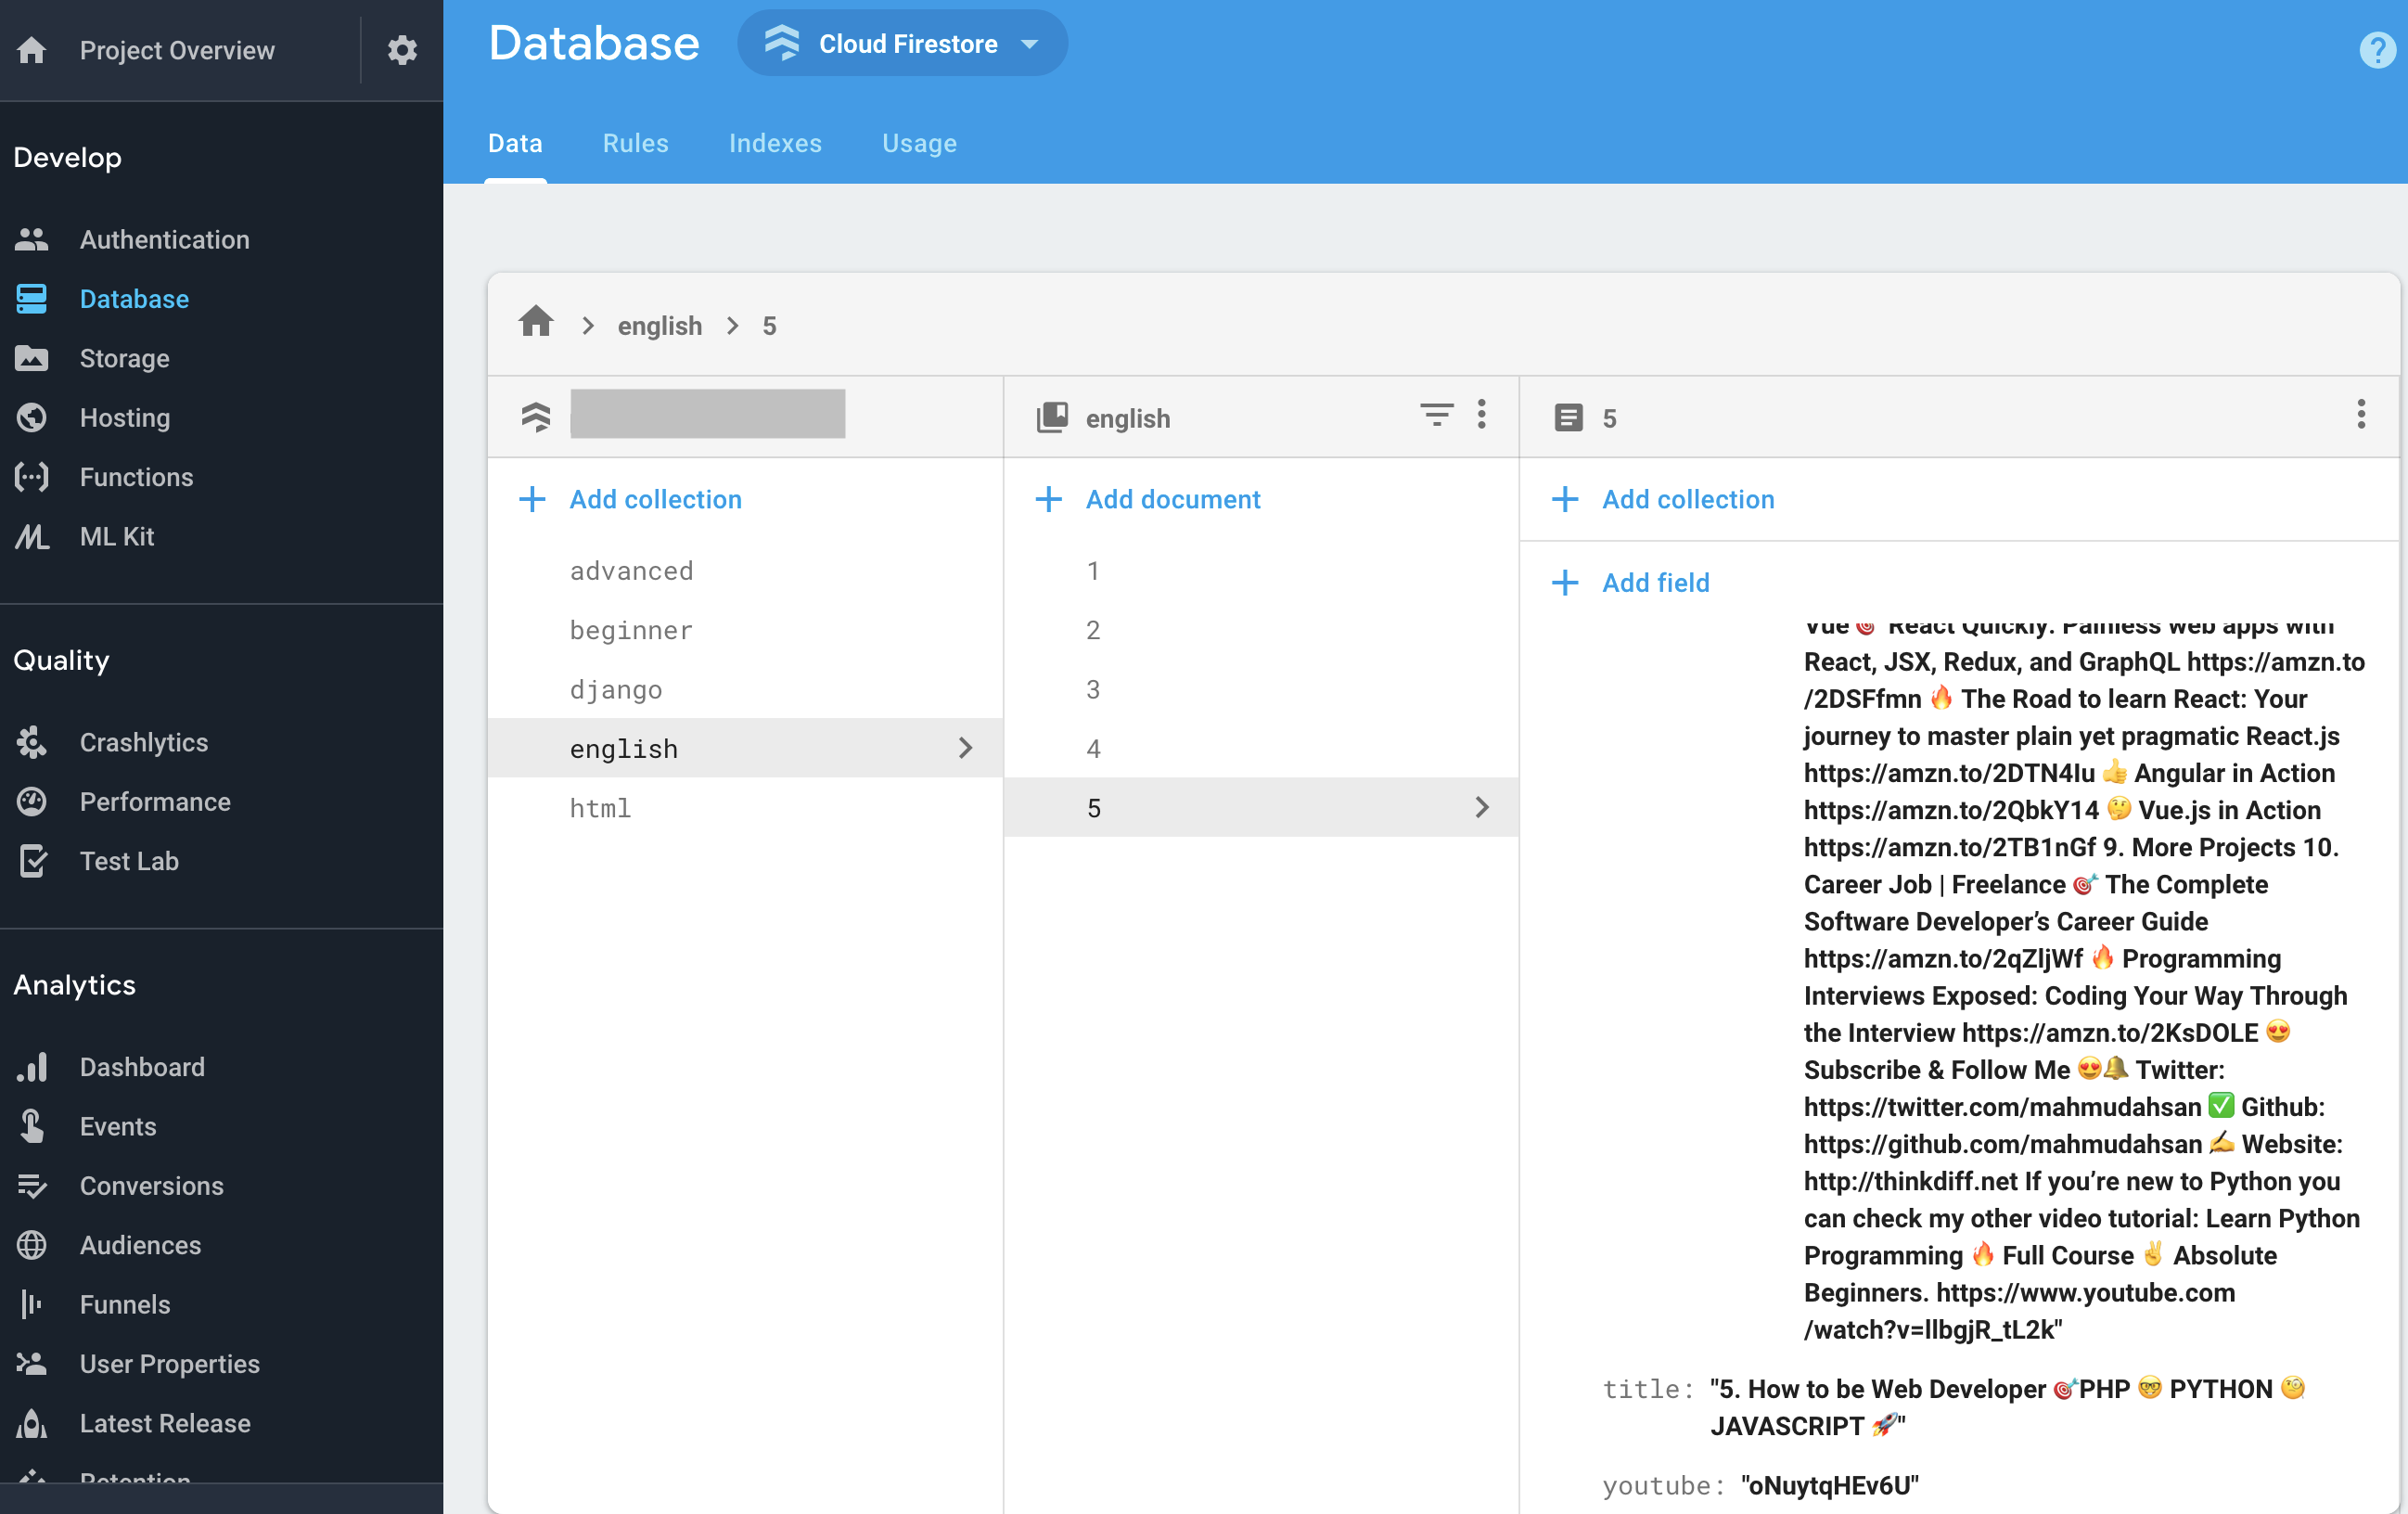 Project Overview
Develop
Authentication
Database
Storage
Hosting
Functions
ML Kit
Quality
Crashlytics
Performance
Test Lab
Analytics
Dashboard
Events
Conversions
Audiences
Funnels
User Properties
Latest Release
Retention
Database
Cloud Firestore
?
Data Rules Indexes Usage
english > 5
Add collection
advanced
beginner
django
english
html
english
Add document
1
2
3
4
5
5
Add collection
Add field
Vue 🎯 React Quickly: Painless web apps with
React, JSX, Redux, and GraphQL https://amzn.to
/2DSFfmn 🔥 The Road to learn React: Your
journey to master plain yet pragmatic React.js
https://amzn.to/2DTN4Iu 👍 Angular in Action
https://amzn.to/2QbkY14 🤔 Vue.js in Action
https://amzn.to/2TB1nGf 9. More Projects 10.
Career Job | Freelance 🎯 The Complete
Software Developer’s Career Guide
https://amzn.to/2qZljWf 🔥 Programming
Interviews Exposed: Coding Your Way Through
the Interview https://amzn.to/2KsDOLE 😍
Subscribe & Follow Me 😍🔔 Twitter:
https://twitter.com/mahmudahsan ✅ Github:
https://github.com/mahmudahsan ✍️ Website:
http://thinkdiff.net If you’re new to Python you
can check my other video tutorial: Learn Python
Programming 🔥 Full Course ✌️ Absolute
Beginners. https://www.youtube.com
/watch?v=llbgjR_tL2k"
title: "5. How to be Web Developer 🎯PHP 🤓 PYTHON 🧐
JAVASCRIPT 🚀"
youtube: "oNuytqHEv6U"